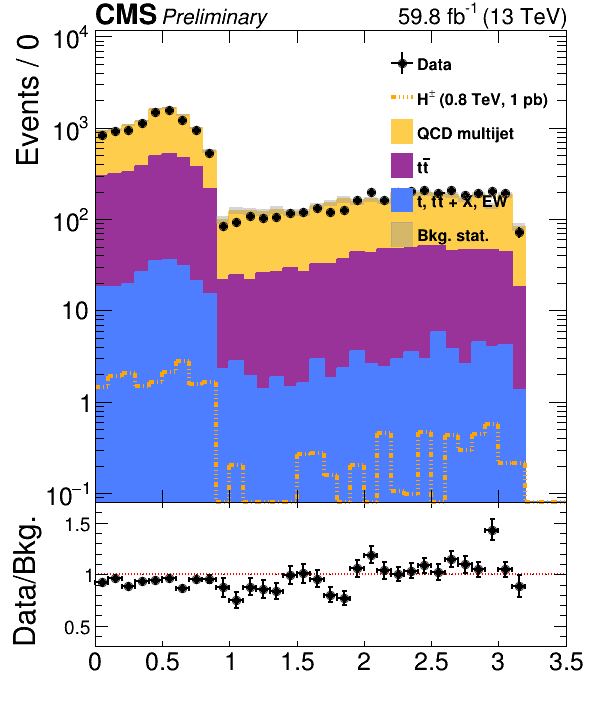 CMS Preliminary 59.8 fb⁻¹ (13 TeV)
Events / 0
10⁴
10³
10²
10
1
10⁻¹
Data
H± (0.8 TeV, 1 pb)
QCD multijet
tt̄
t, tt̄ + X, EW
Bkg. stat.
Data/Bkg.
1.5
1
0.5
0 0.5 1 1.5 2 2.5 3 3.5